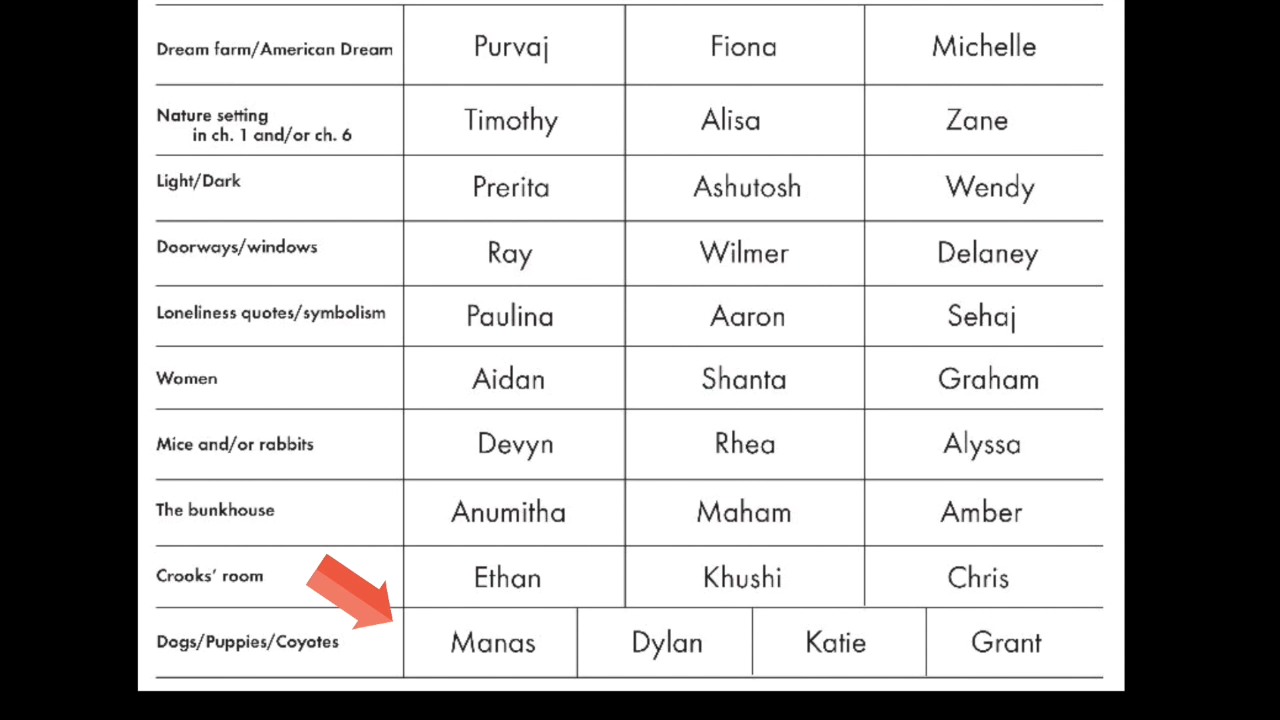 Dream farm/American Dream Purvaj Fiona Michelle
Nature setting
in ch. 1 and/or ch. 6 Timothy Alisa Zane
Light/Dark Prerita Ashutosh Wendy
Doorways/windows Ray Wilmer Delaney
Loneliness quotes/symbolism Paulina Aaron Sehaj
Women Aidan Shanta Graham
Mice and/or rabbits Devyn Rhea Alyssa
The bunkhouse Anumitha Maham Amber
Crooks’ room Ethan Khushi Chris
Dogs/Puppies/Coyotes Manas Dylan Katie Grant